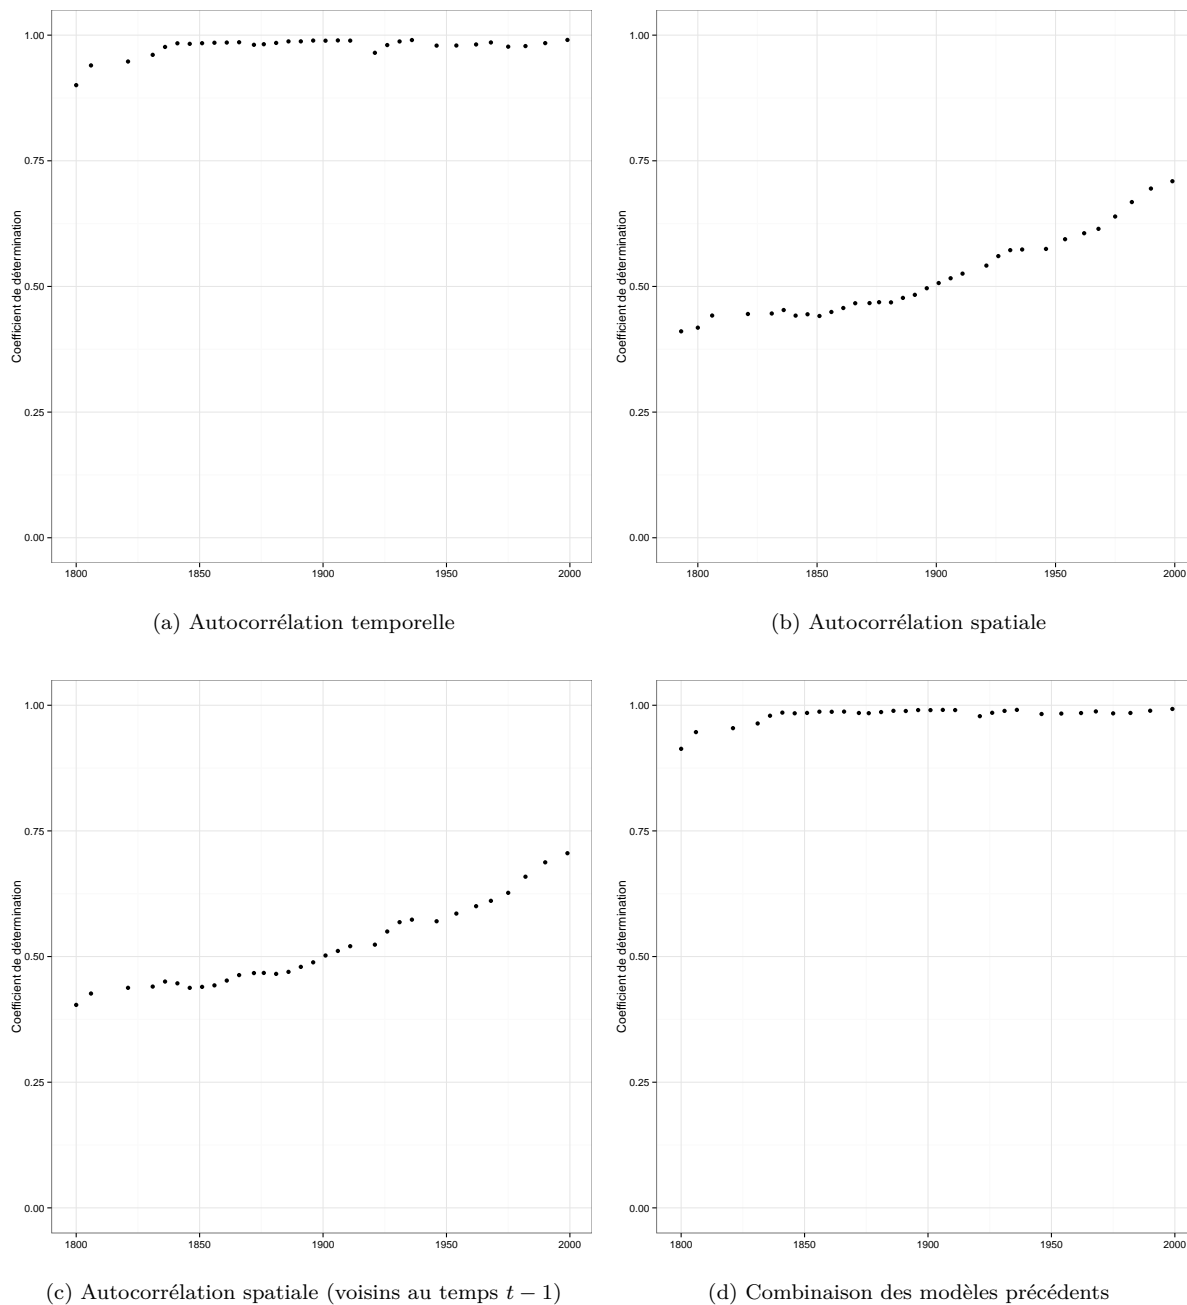 Coefficient de détermination
1.00
0.75
0.50
0.25
0.00
1800 1850 1900 1950 2000
(a) Autocorrélation temporelle
Coefficient de détermination
1.00
0.75
0.50
0.25
0.00
1800 1850 1900 1950 2000
(b) Autocorrélation spatiale
Coefficient de détermination
1.00
0.75
0.50
0.25
0.00
1800 1850 1900 1950 2000
(c) Autocorrélation spatiale (voisins au temps t − 1)
Coefficient de détermination
1.00
0.75
0.50
0.25
0.00
1800 1850 1900 1950 2000
(d) Combinaison des modèles précédents